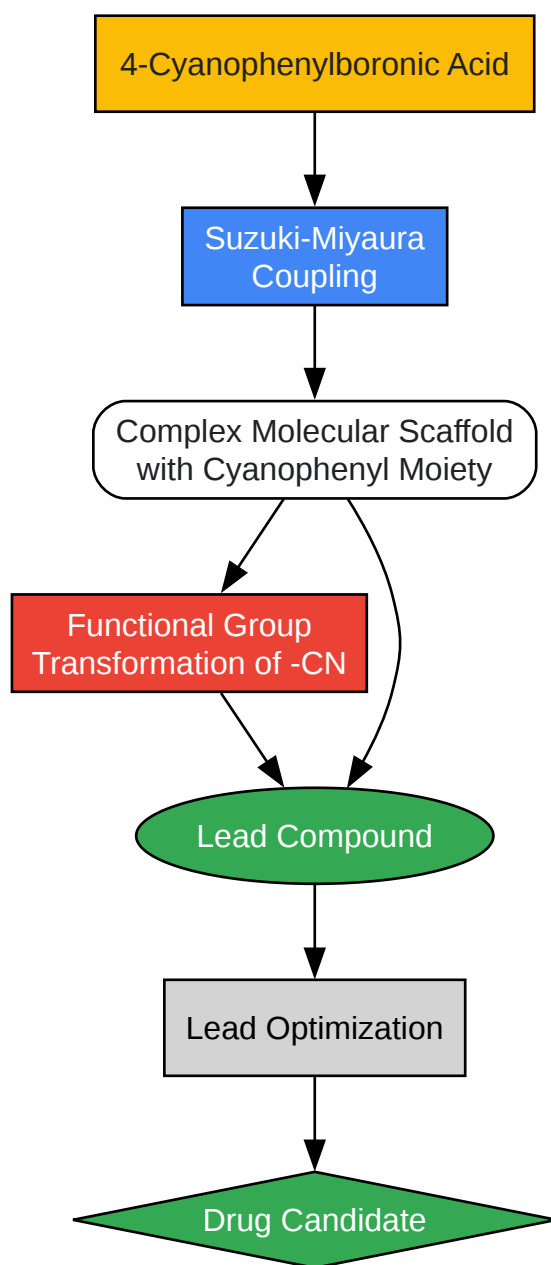 4-Cyanophenylboronic Acid
Suzuki-Miyaura
Coupling
Complex Molecular Scaffold
with Cyanophenyl Moiety
Functional Group
Transformation of -CN
Lead Compound
Lead Optimization
Drug Candidate